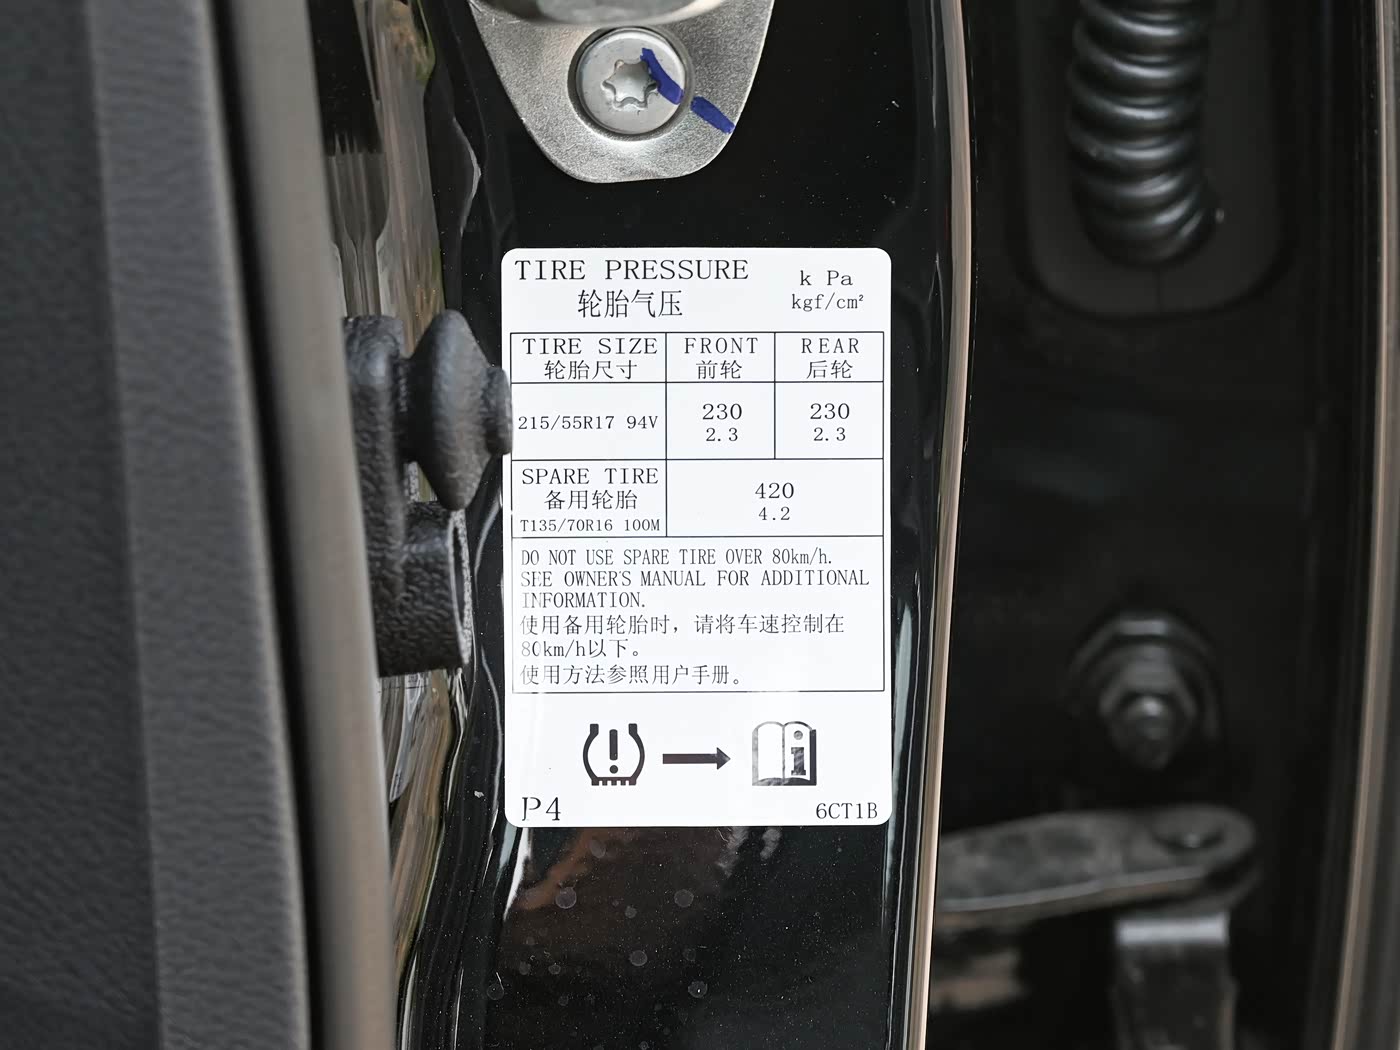 TIRE PRESSURE
轮胎气压
k Pa
kgf/cm²
TIRE SIZE
轮胎尺寸
FRONT
前轮
REAR
后轮
215/55R17 94V
230
2.3
230
2.3
SPARE TIRE
备用轮胎
T135/70R16 100M
420
4.2
DO NOT USE SPARE TIRE OVER 80km/h.
SEE OWNER'S MANUAL FOR ADDITIONAL
INFORMATION.
使用备用轮胎时，请将车速控制在
80km/h以下。
使用方法参照用户手册。
P4
6CT1B